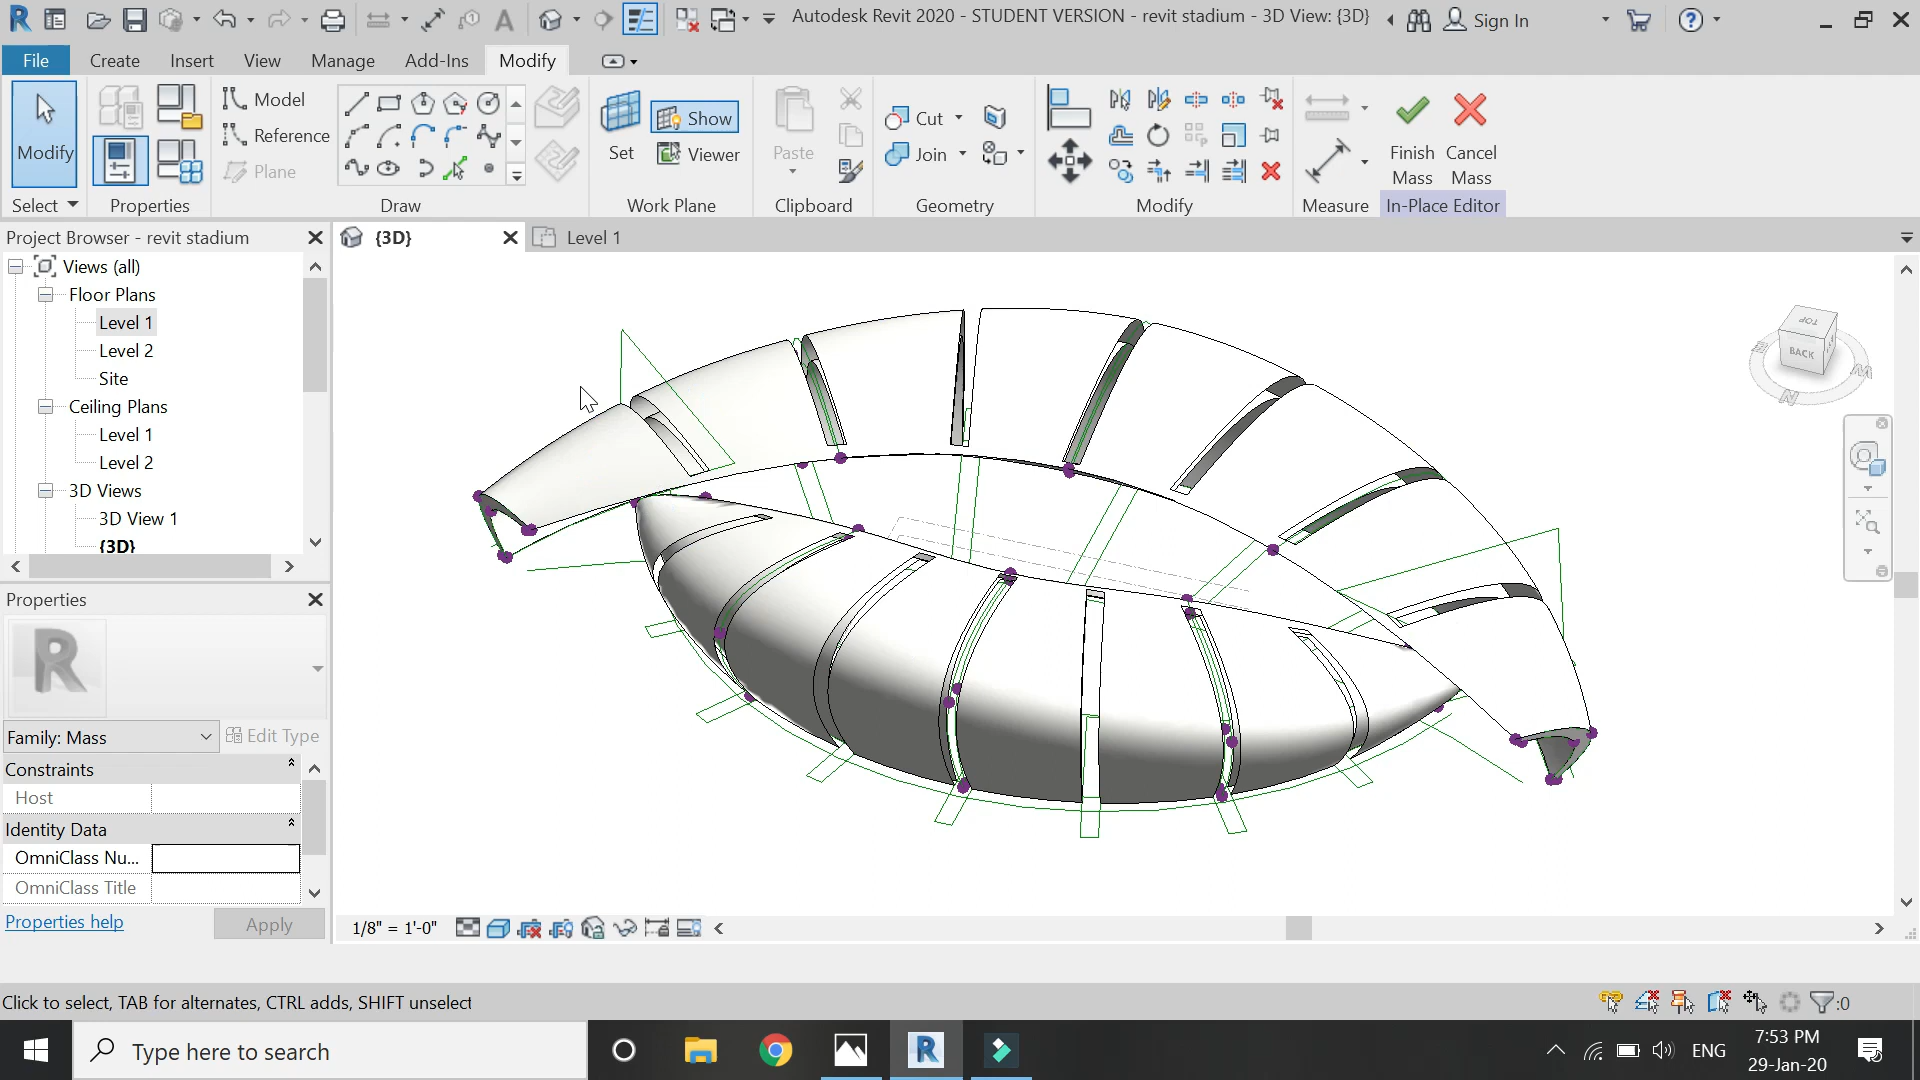 Autodesk Revit 2020 - STUDENT VERSION - revit stadium - 3D View: {3D}
Sign In
File
Create
Insert
View
Manage
Add-Ins
Modify
Modify
Model
Reference
Plane
Set
Show
Viewer
Paste
Cut
Join
Finish Mass
Cancel Mass
Select
Properties
Draw
Work Plane
Clipboard
Geometry
Modify
Measure
In-Place Editor
Project Browser - revit stadium
{3D}
Level 1
Views (all)
Floor Plans
Level 1
Level 2
Site
Ceiling Plans
Level 1
Level 2
3D Views
3D View 1
{3D}
TOP
BACK
W
N
Properties
R
Family: Mass
Edit Type
Constraints
Host
Identity Data
OmniClass Nu...
OmniClass Title
Properties help
Apply
1/8" = 1'-0"
Click to select, TAB for alternates, CTRL adds, SHIFT unselect
:0
Type here to search
ENG
7:53 PM
29-Jan-20